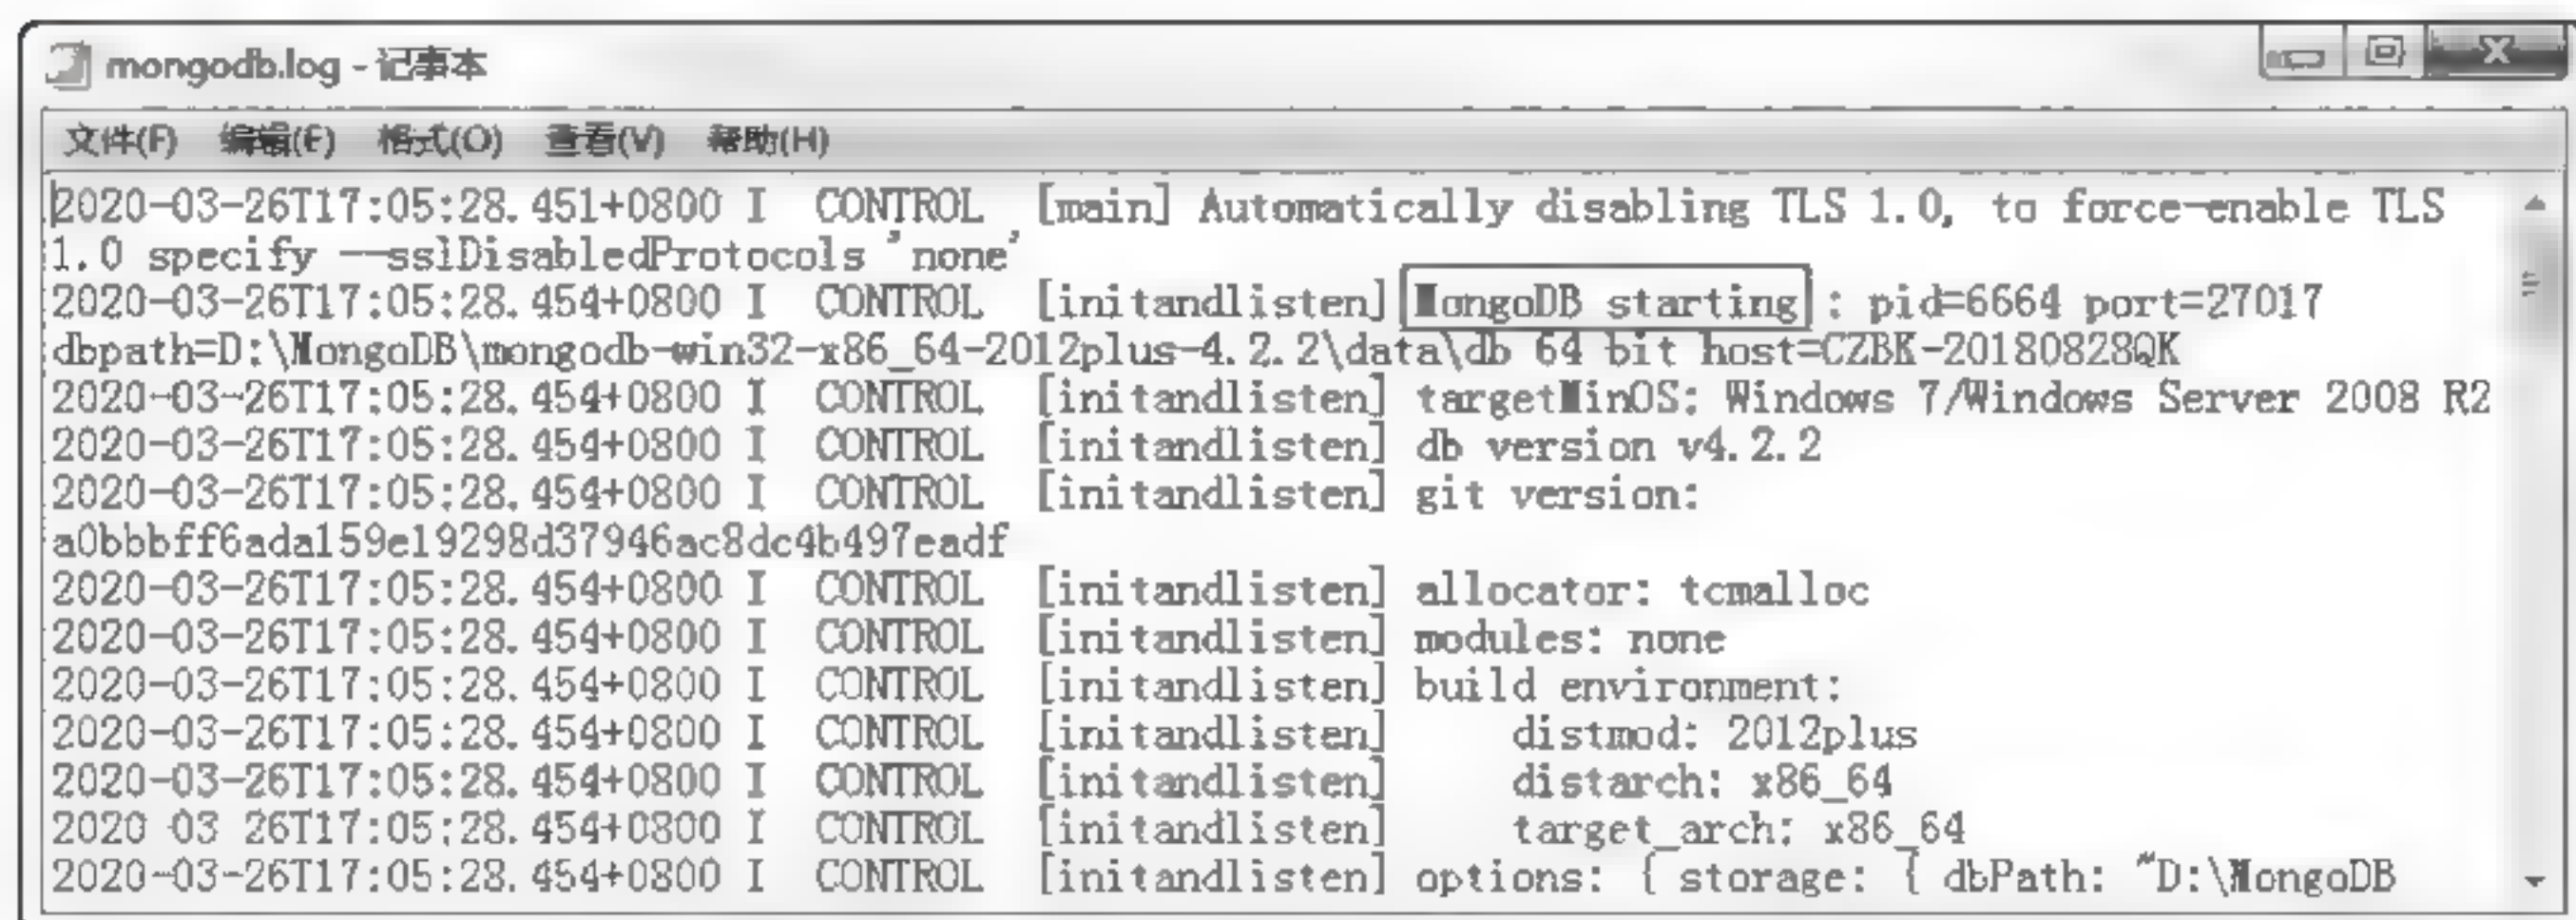 mongodb.log - 记事本
文件(F) 编辑(E) 格式(O) 查看(V) 帮助(H)
2020-03-26T17:05:28.451+0800 I  CONTROL  [main] Automatically disabling TLS 1.0, to force-enable TLS
1.0 specify --sslDisabledProtocols 'none'
2020-03-26T17:05:28.454+0800 I  CONTROL  [initandlisten] MongoDB starting : pid=6664 port=27017
dbpath=D:\MongoDB\mongodb-win32-x86_64-2012plus-4.2.2\data\db 64 bit host=CZBK-20180828QK
2020-03-26T17:05:28.454+0800 I  CONTROL  [initandlisten] targetMinOS: Windows 7/Windows Server 2008 R2
2020-03-26T17:05:28.454+0800 I  CONTROL  [initandlisten] db version v4.2.2
2020-03-26T17:05:28.454+0800 I  CONTROL  [initandlisten] git version:
a0bbbff6ada159e19298d37946ac8dc4b497eadf
2020-03-26T17:05:28.454+0800 I  CONTROL  [initandlisten] allocator: tcmalloc
2020-03-26T17:05:28.454+0800 I  CONTROL  [initandlisten] modules: none
2020-03-26T17:05:28.454+0800 I  CONTROL  [initandlisten] build environment:
2020-03-26T17:05:28.454+0800 I  CONTROL  [initandlisten]     distmod: 2012plus
2020-03-26T17:05:28.454+0800 I  CONTROL  [initandlisten]     distarch: x86_64
2020-03-26T17:05:28.454+0800 I  CONTROL  [initandlisten]     target_arch: x86_64
2020-03-26T17:05:28.454+0800 I  CONTROL  [initandlisten] options: { storage: { dbPath: "D:\MongoDB